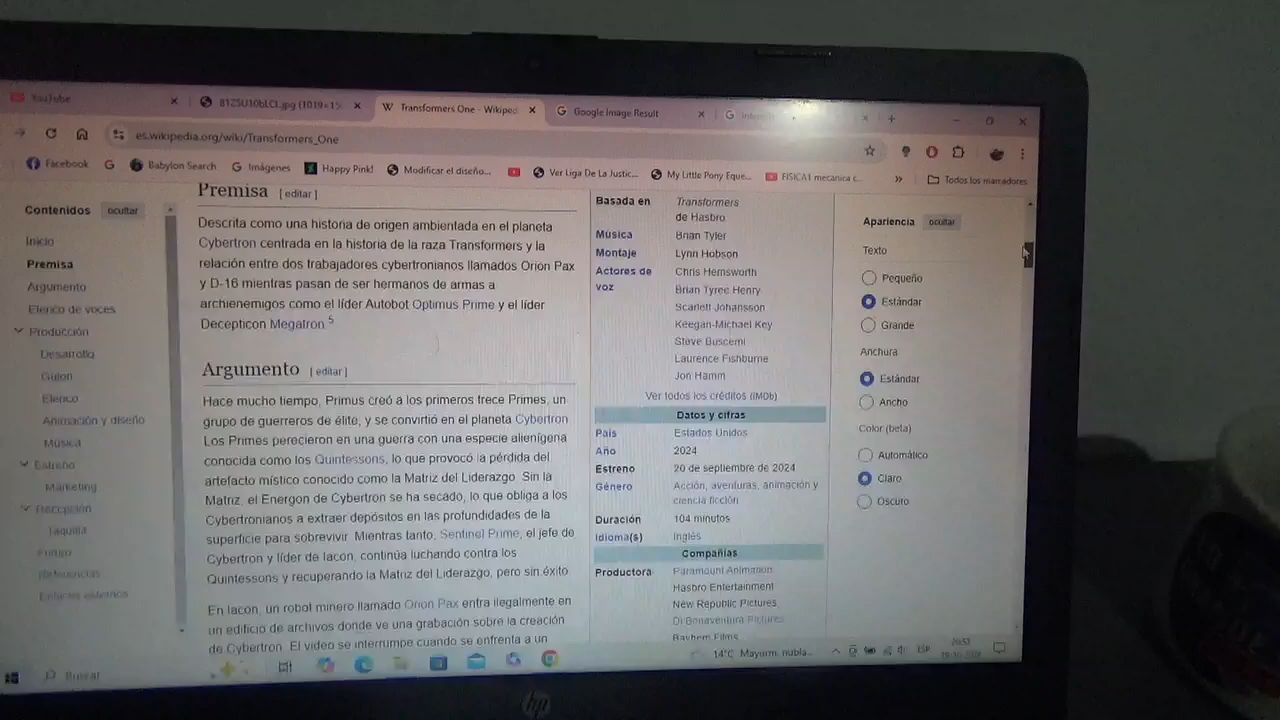 YouTube
81ZSU10bLCL.jpg (1019×15
Transformers One - Wikiped
Google Image Result
es.wikipedia.org/wiki/Transformers_One
Facebook
Babylon Search
Imágenes
Happy Pink!
Modificar el diseño...
Ver Liga De La Justic...
My Little Pony Eque...
FISICA1 mecanica c...
»
Todos los marcadores
Contenidos
ocultar
Inicio
Premisa
Argumento
Elenco de voces
Producción
Desarrollo
Guion
Elenco
Animación y diseño
Música
Estreno
Marketing
Recepción
Taquilla
Futuro
Referencias
Enlaces externos
Premisa [ editar ]
Descrita como una historia de origen ambientada en el planeta
Cybertron centrada en la historia de la raza Transformers y la
relación entre dos trabajadores cybertronianos llamados Orion Pax
y D-16 mientras pasan de ser hermanos de armas a
archienemigos como el líder Autobot Optimus Prime y el líder
Decepticon Megatron.5
Argumento [ editar ]
Hace mucho tiempo, Primus creó a los primeros trece Primes, un
grupo de guerreros de élite, y se convirtió en el planeta Cybertron
Los Primes perecieron en una guerra con una especie alienígena
conocida como los Quintessons, lo que provocó la pérdida del
artefacto místico conocido como la Matriz del Liderazgo. Sin la
Matriz, el Energon de Cybertron se ha secado, lo que obliga a los
Cybertronianos a extraer depósitos en las profundidades de la
superficie para sobrevivir. Mientras tanto, Sentinel Prime, el jefe de
Cybertron y líder de Iacon, continúa luchando contra los
Quintessons y recuperando la Matriz del Liderazgo, pero sin éxito
En Iacon, un robot minero llamado Orion Pax entra ilegalmente en
un edificio de archivos donde ve una grabación sobre la creación
de Cybertron. El video se interrumpe cuando se enfrenta a un
Basada en Transformers
de Hasbro
Música Brian Tyler
Montaje Lynn Hobson
Actores de voz Chris Hemsworth
Brian Tyree Henry
Scarlett Johansson
Keegan-Michael Key
Steve Buscemi
Laurence Fishburne
Jon Hamm
Ver todos los créditos (IMDb)
Datos y cifras
País Estados Unidos
Año 2024
Estreno 20 de septiembre de 2024
Género Acción, aventuras, animación y
ciencia ficción
Duración 104 minutos
Idioma(s) Inglés
Compañías
Productora Paramount Animation
Hasbro Entertainment
New Republic Pictures
Di Bonaventura Pictures
Bayhem Films
Apariencia
ocultar
Texto
Pequeño
Estándar
Grande
Anchura
Estándar
Ancho
Color (beta)
Automático
Claro
Oscuro
Buscar
14°C Mayorm. nubla...
ESP
20:53
hp